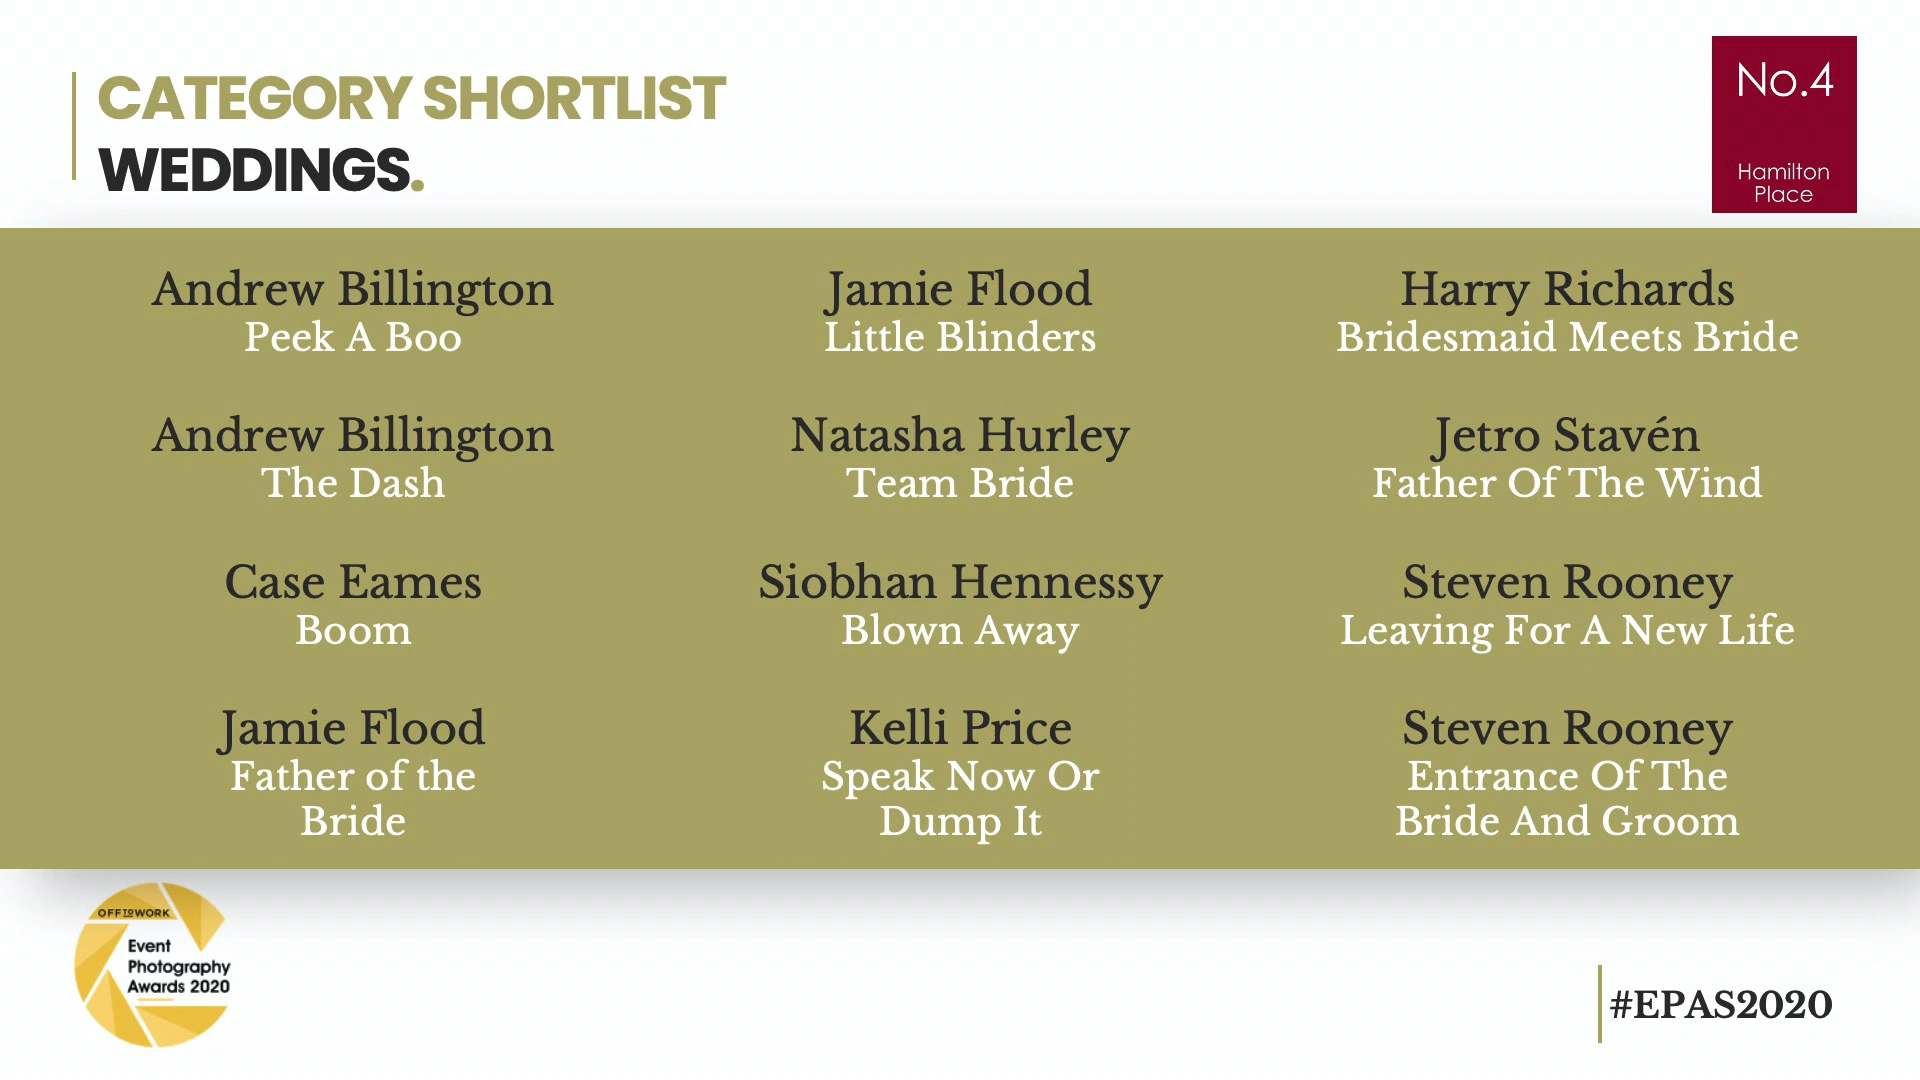 CATEGORY SHORTLIST
WEDDINGS.
No.4
Hamilton
Place
Andrew Billington
Peek A Boo
Andrew Billington
The Dash
Case Eames
Boom
Jamie Flood
Father of the
Bride
Jamie Flood
Little Blinders
Natasha Hurley
Team Bride
Siobhan Hennessy
Blown Away
Kelli Price
Speak Now Or
Dump It
Harry Richards
Bridesmaid Meets Bride
Jetro Stavén
Father Of The Wind
Steven Rooney
Leaving For A New Life
Steven Rooney
Entrance Of The
Bride And Groom
OFF TO WORK
Event
Photography
Awards 2020
#EPAS2020